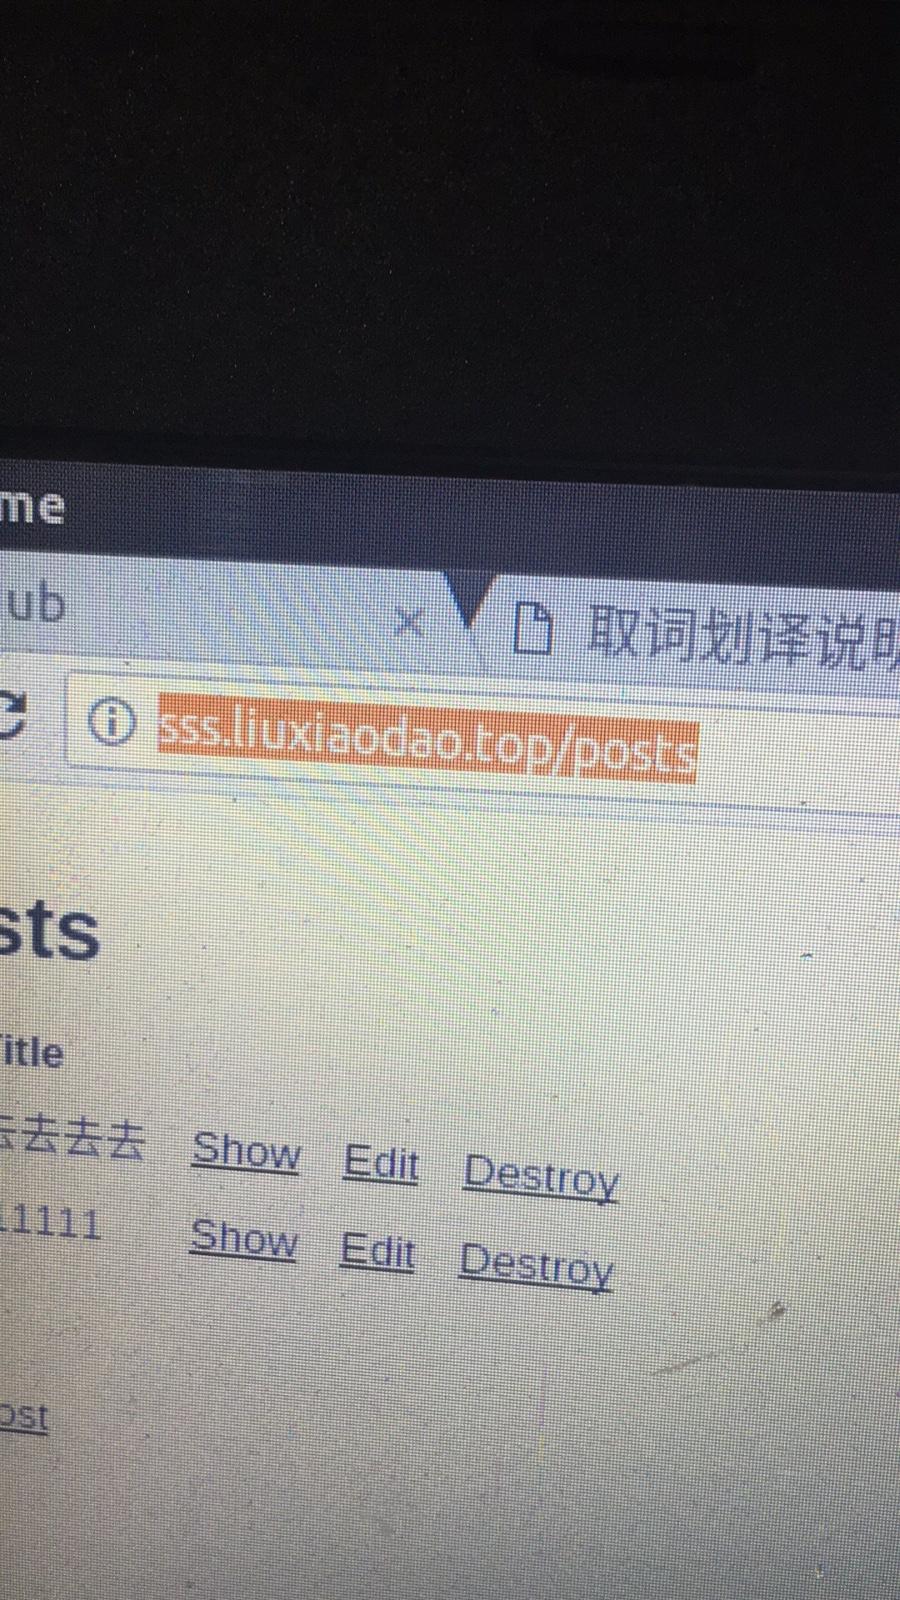 me
ub × 取词划译说明
sss.liuxiaodao.top/posts
sts
itle
去去去 Show Edit Destroy
11111 Show Edit Destroy
ost